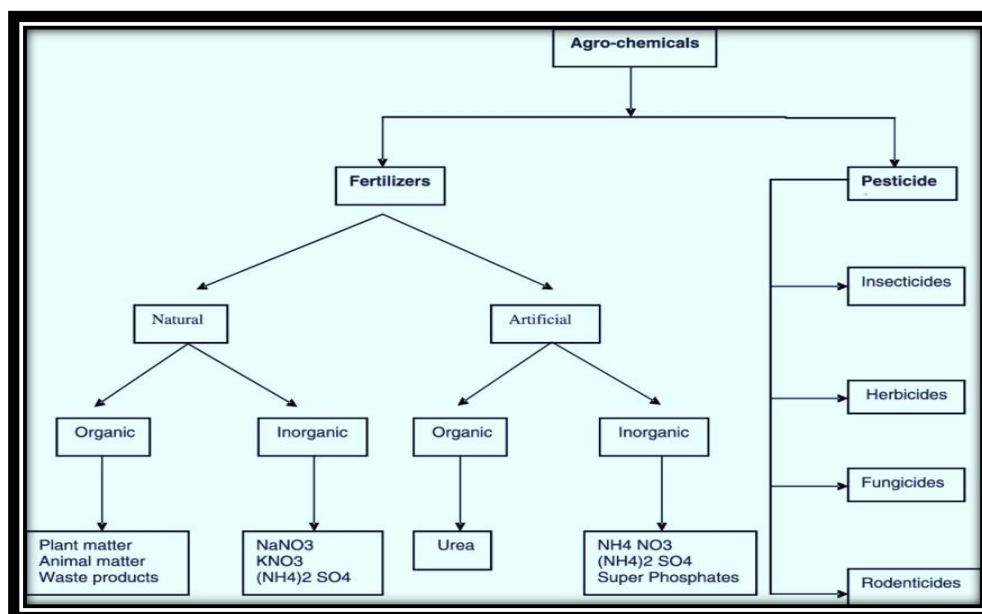 Agro-chemicals
Fertilizers
Pesticide
Natural
Artificial
Insecticides
Organic
Inorganic
Organic
Inorganic
Herbicides
Plant matter
Animal matter
Waste products
NaNO3
KNO3
(NH4)2 SO4
Urea
NH4 NO3
(NH4)2 SO4
Super Phosphates
Fungicides
Rodenticides